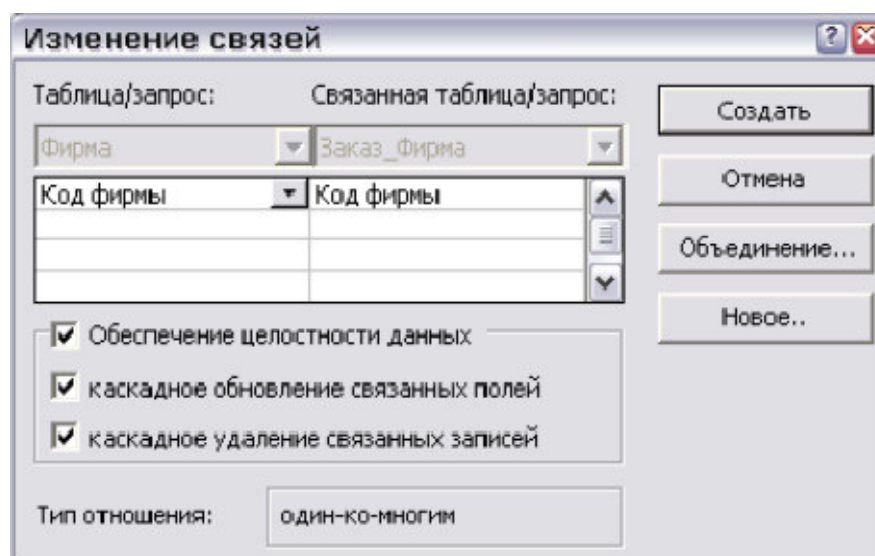 Изменение связей
Таблица/запрос: Связанная таблица/запрос:
Фирма Заказ_Фирма
Код фирмы Код фирмы
Обеспечение целостности данных
каскадное обновление связанных полей
каскадное удаление связанных записей
Тип отношения: один-ко-многим
Создать
Отмена
Объединение...
Новое..